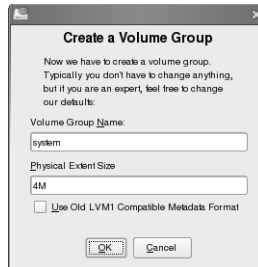 Create a Volume Group
Now we have to create a volume group.
Typically you don't have to change anything,
but if you are an expert, feel free to change
our defaults:
Volume Group Name:
system
Physical Extent Size
4M
Use Old LVM1 Compatible Metadata Format
OK
Cancel